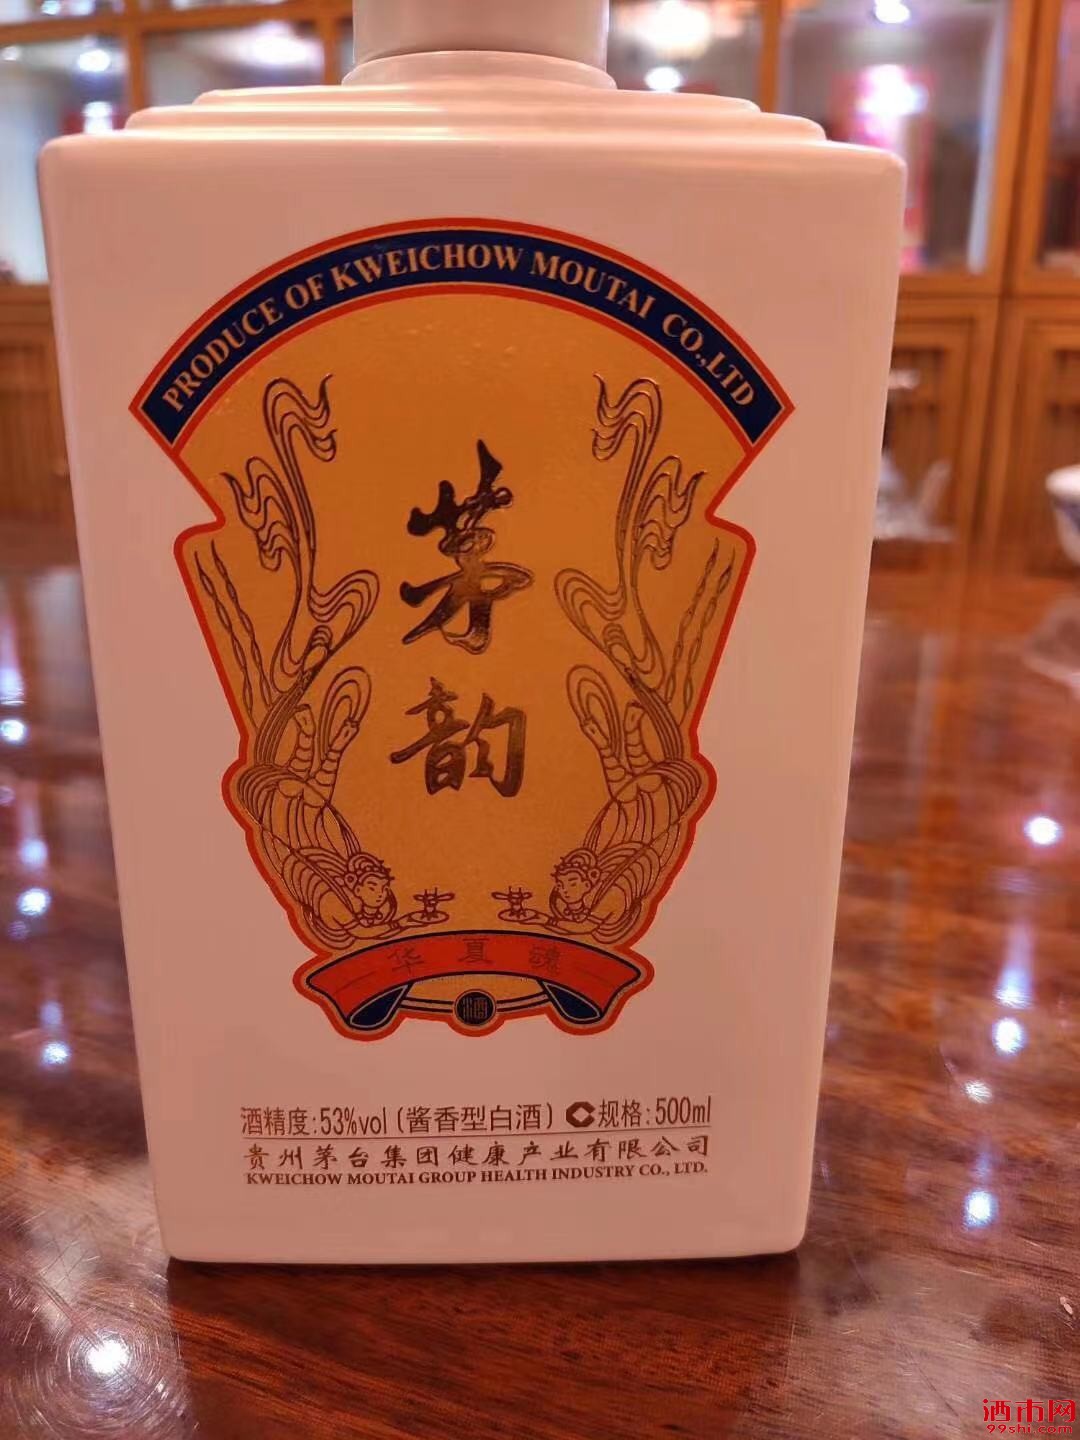 PRODUCE OF KWEICHOW MOUTAI CO.,LTD
茅
韵
华夏魂
酒
酒精度:53%vol(酱香型白酒) 规格:500ml
贵州茅台集团健康产业有限公司
KWEICHOW MOUTAI GROUP HEALTH INDUSTRY CO., LTD.
酒市网
99shi.com